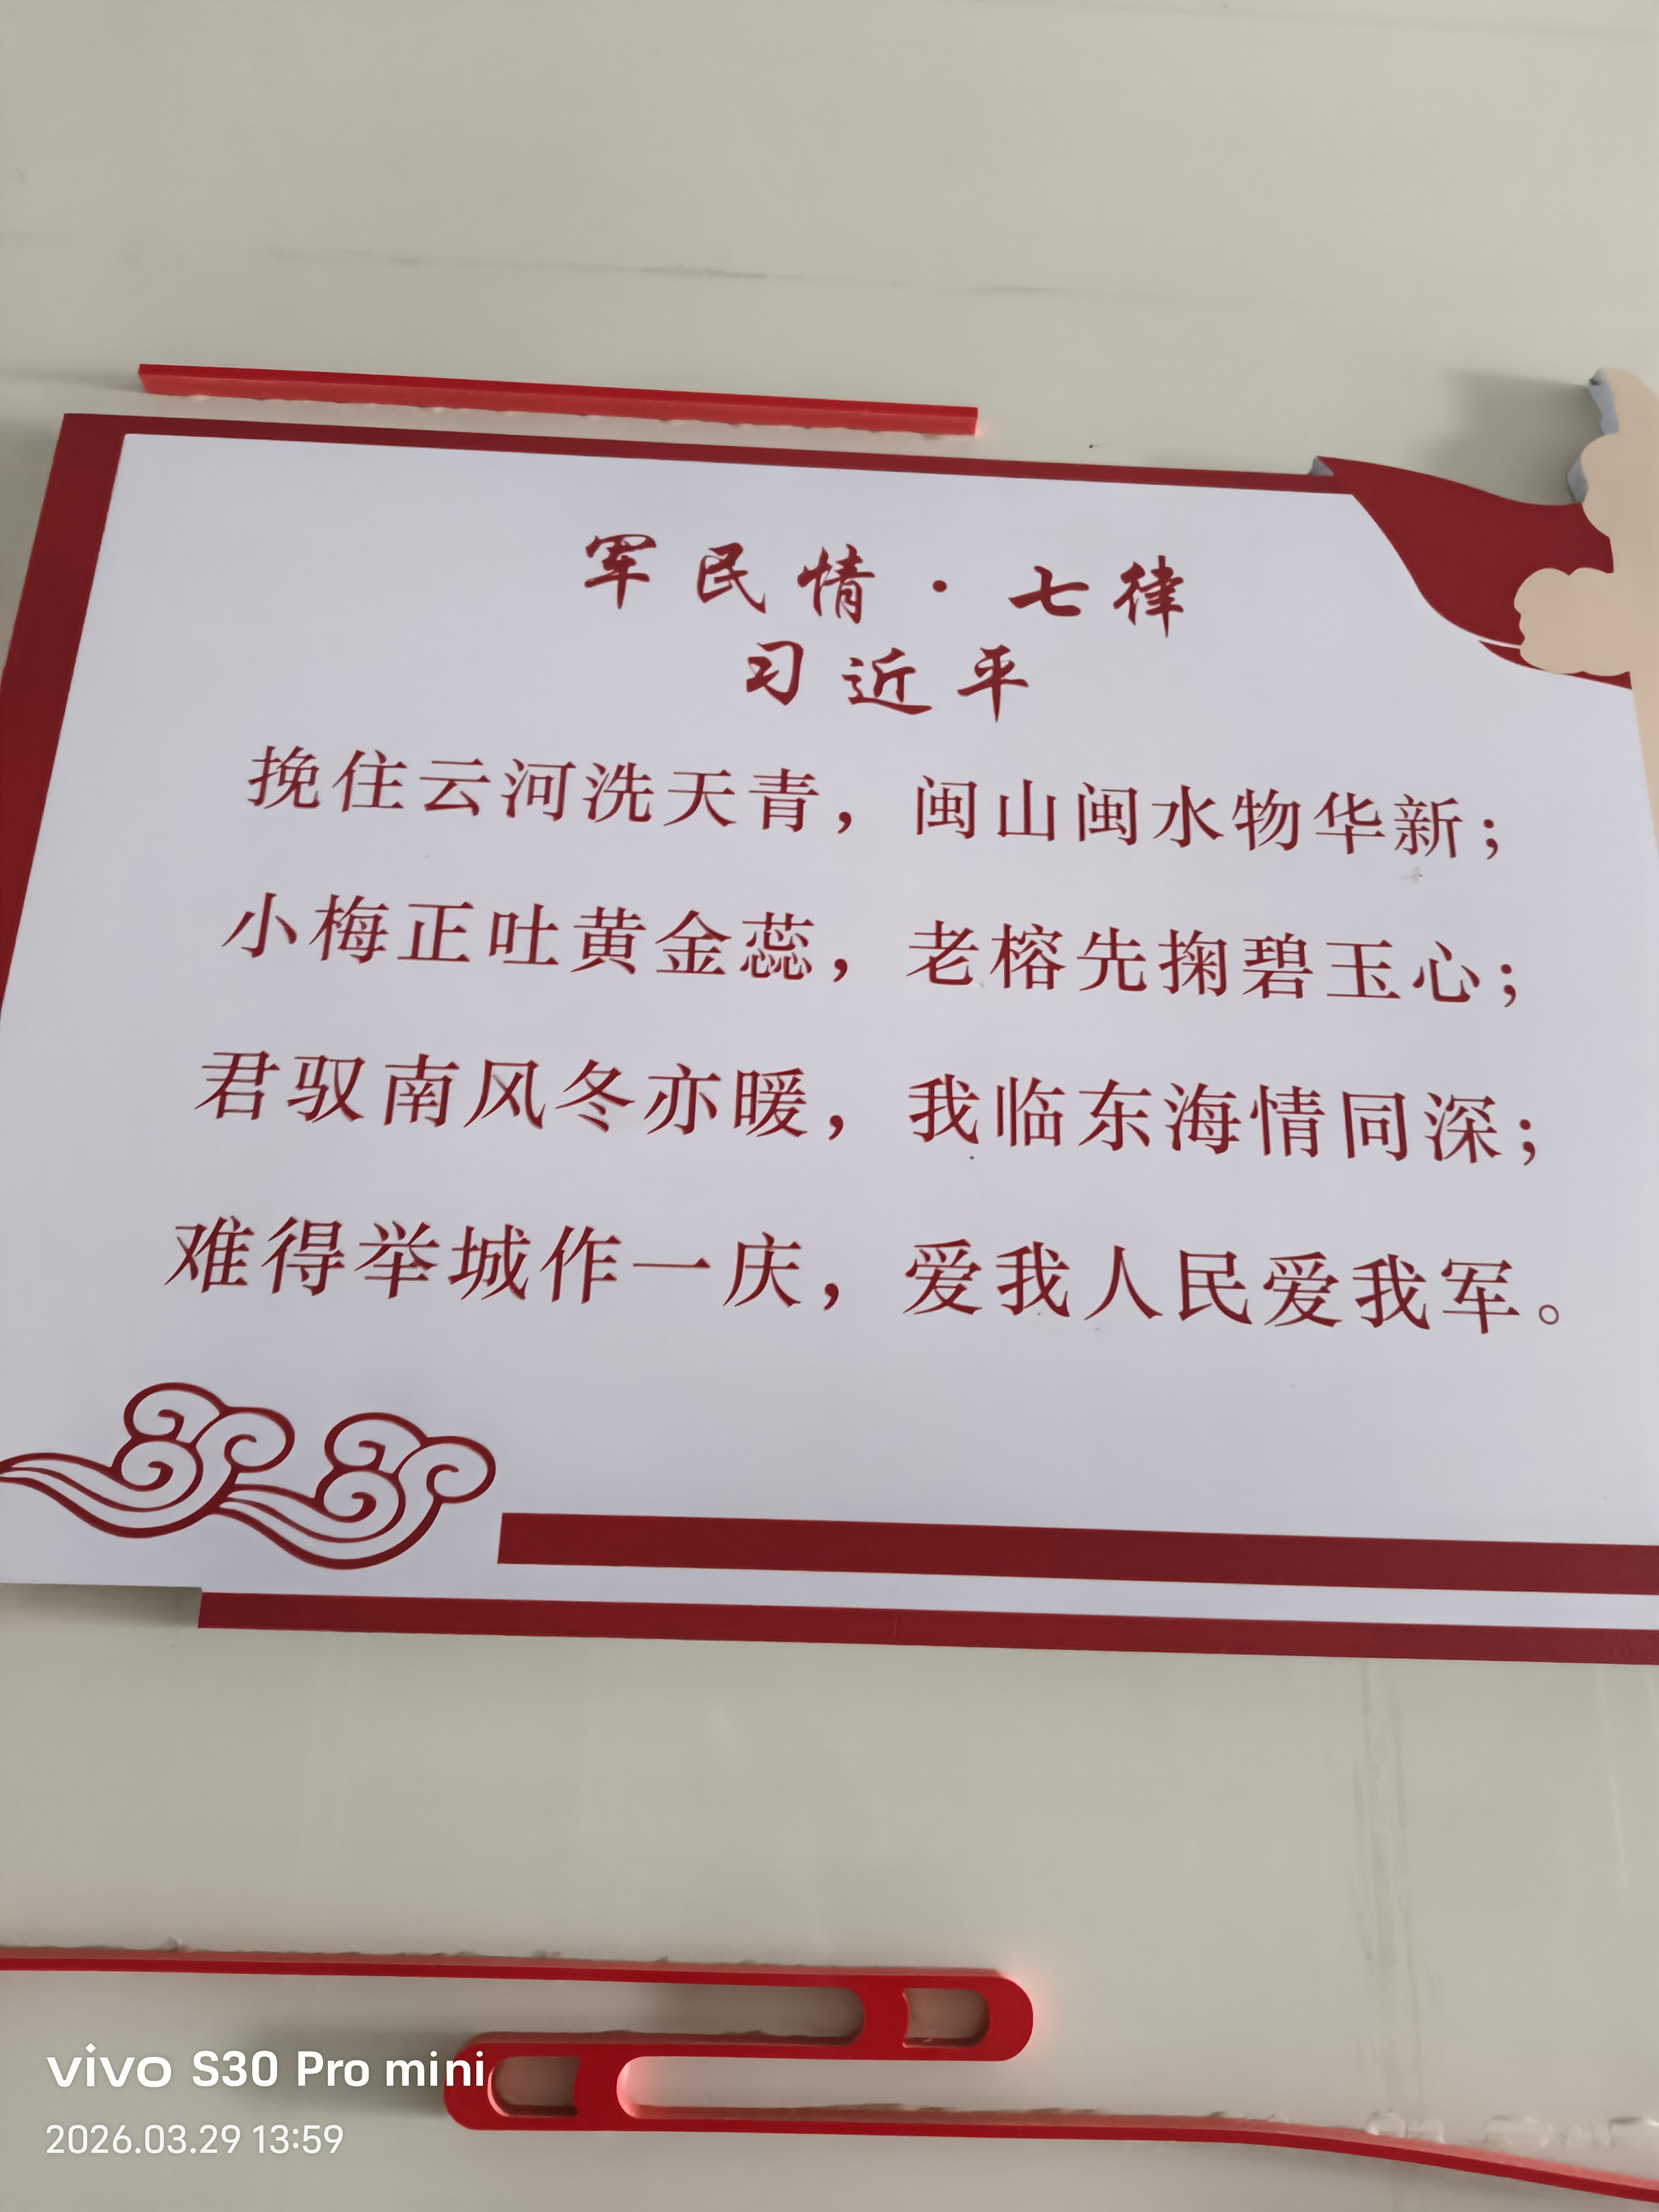 军民情·七律
习近平
挽住云河洗天青，闽山闽水物华新；
小梅正吐黄金蕊，老榕先掬碧玉心；
君驭南风冬亦暖，我临东海情同深；
难得举城作一庆，爱我人民爱我军。
vivo S30 Pro mini
2026.03.29 13:59